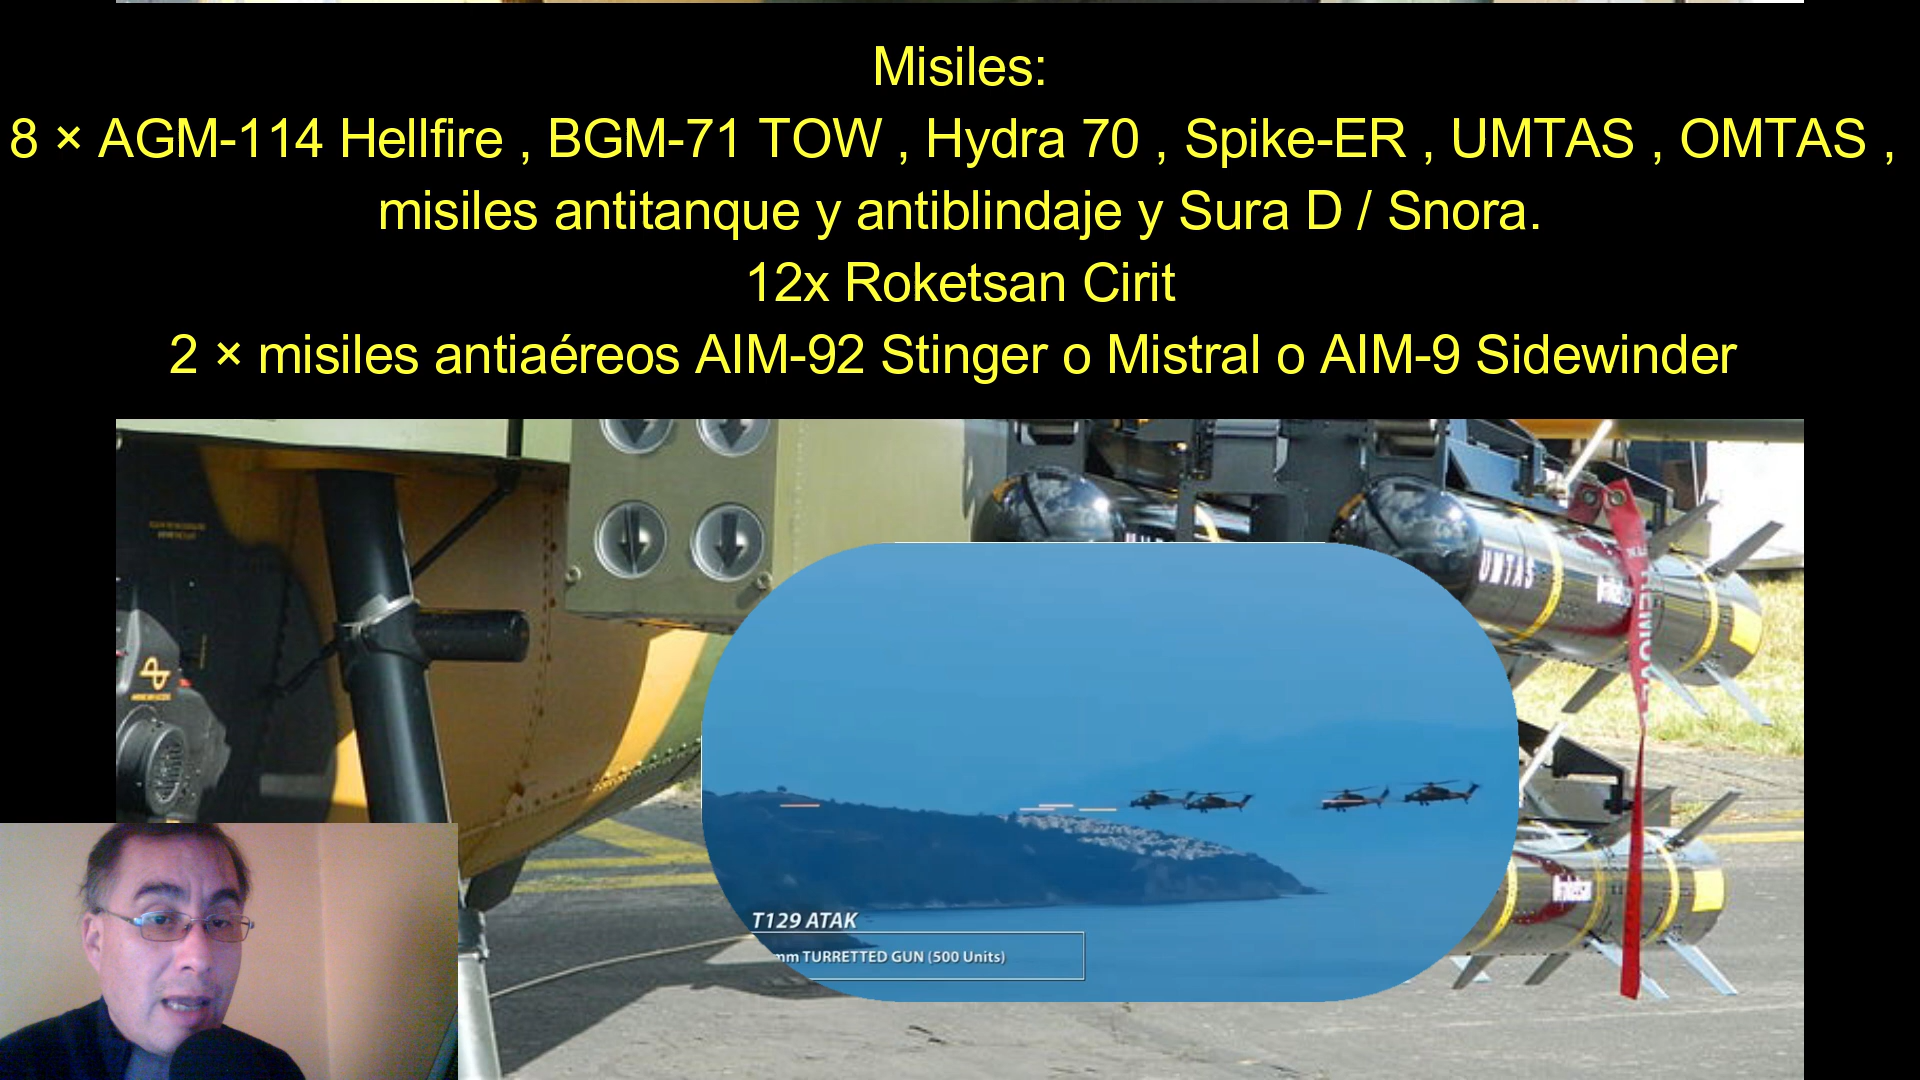 Misiles:
8 × AGM-114 Hellfire , BGM-71 TOW , Hydra 70 , Spike-ER , UMTAS , OMTAS ,
misiles antitanque y antiblindaje y Sura D / Snora.
12x Roketsan Cirit
2 × misiles antiaéreos AIM-92 Stinger o Mistral o AIM-9 Sidewinder
UMTAS
T129 ATAK
mm TURRETTED GUN (500 Units)